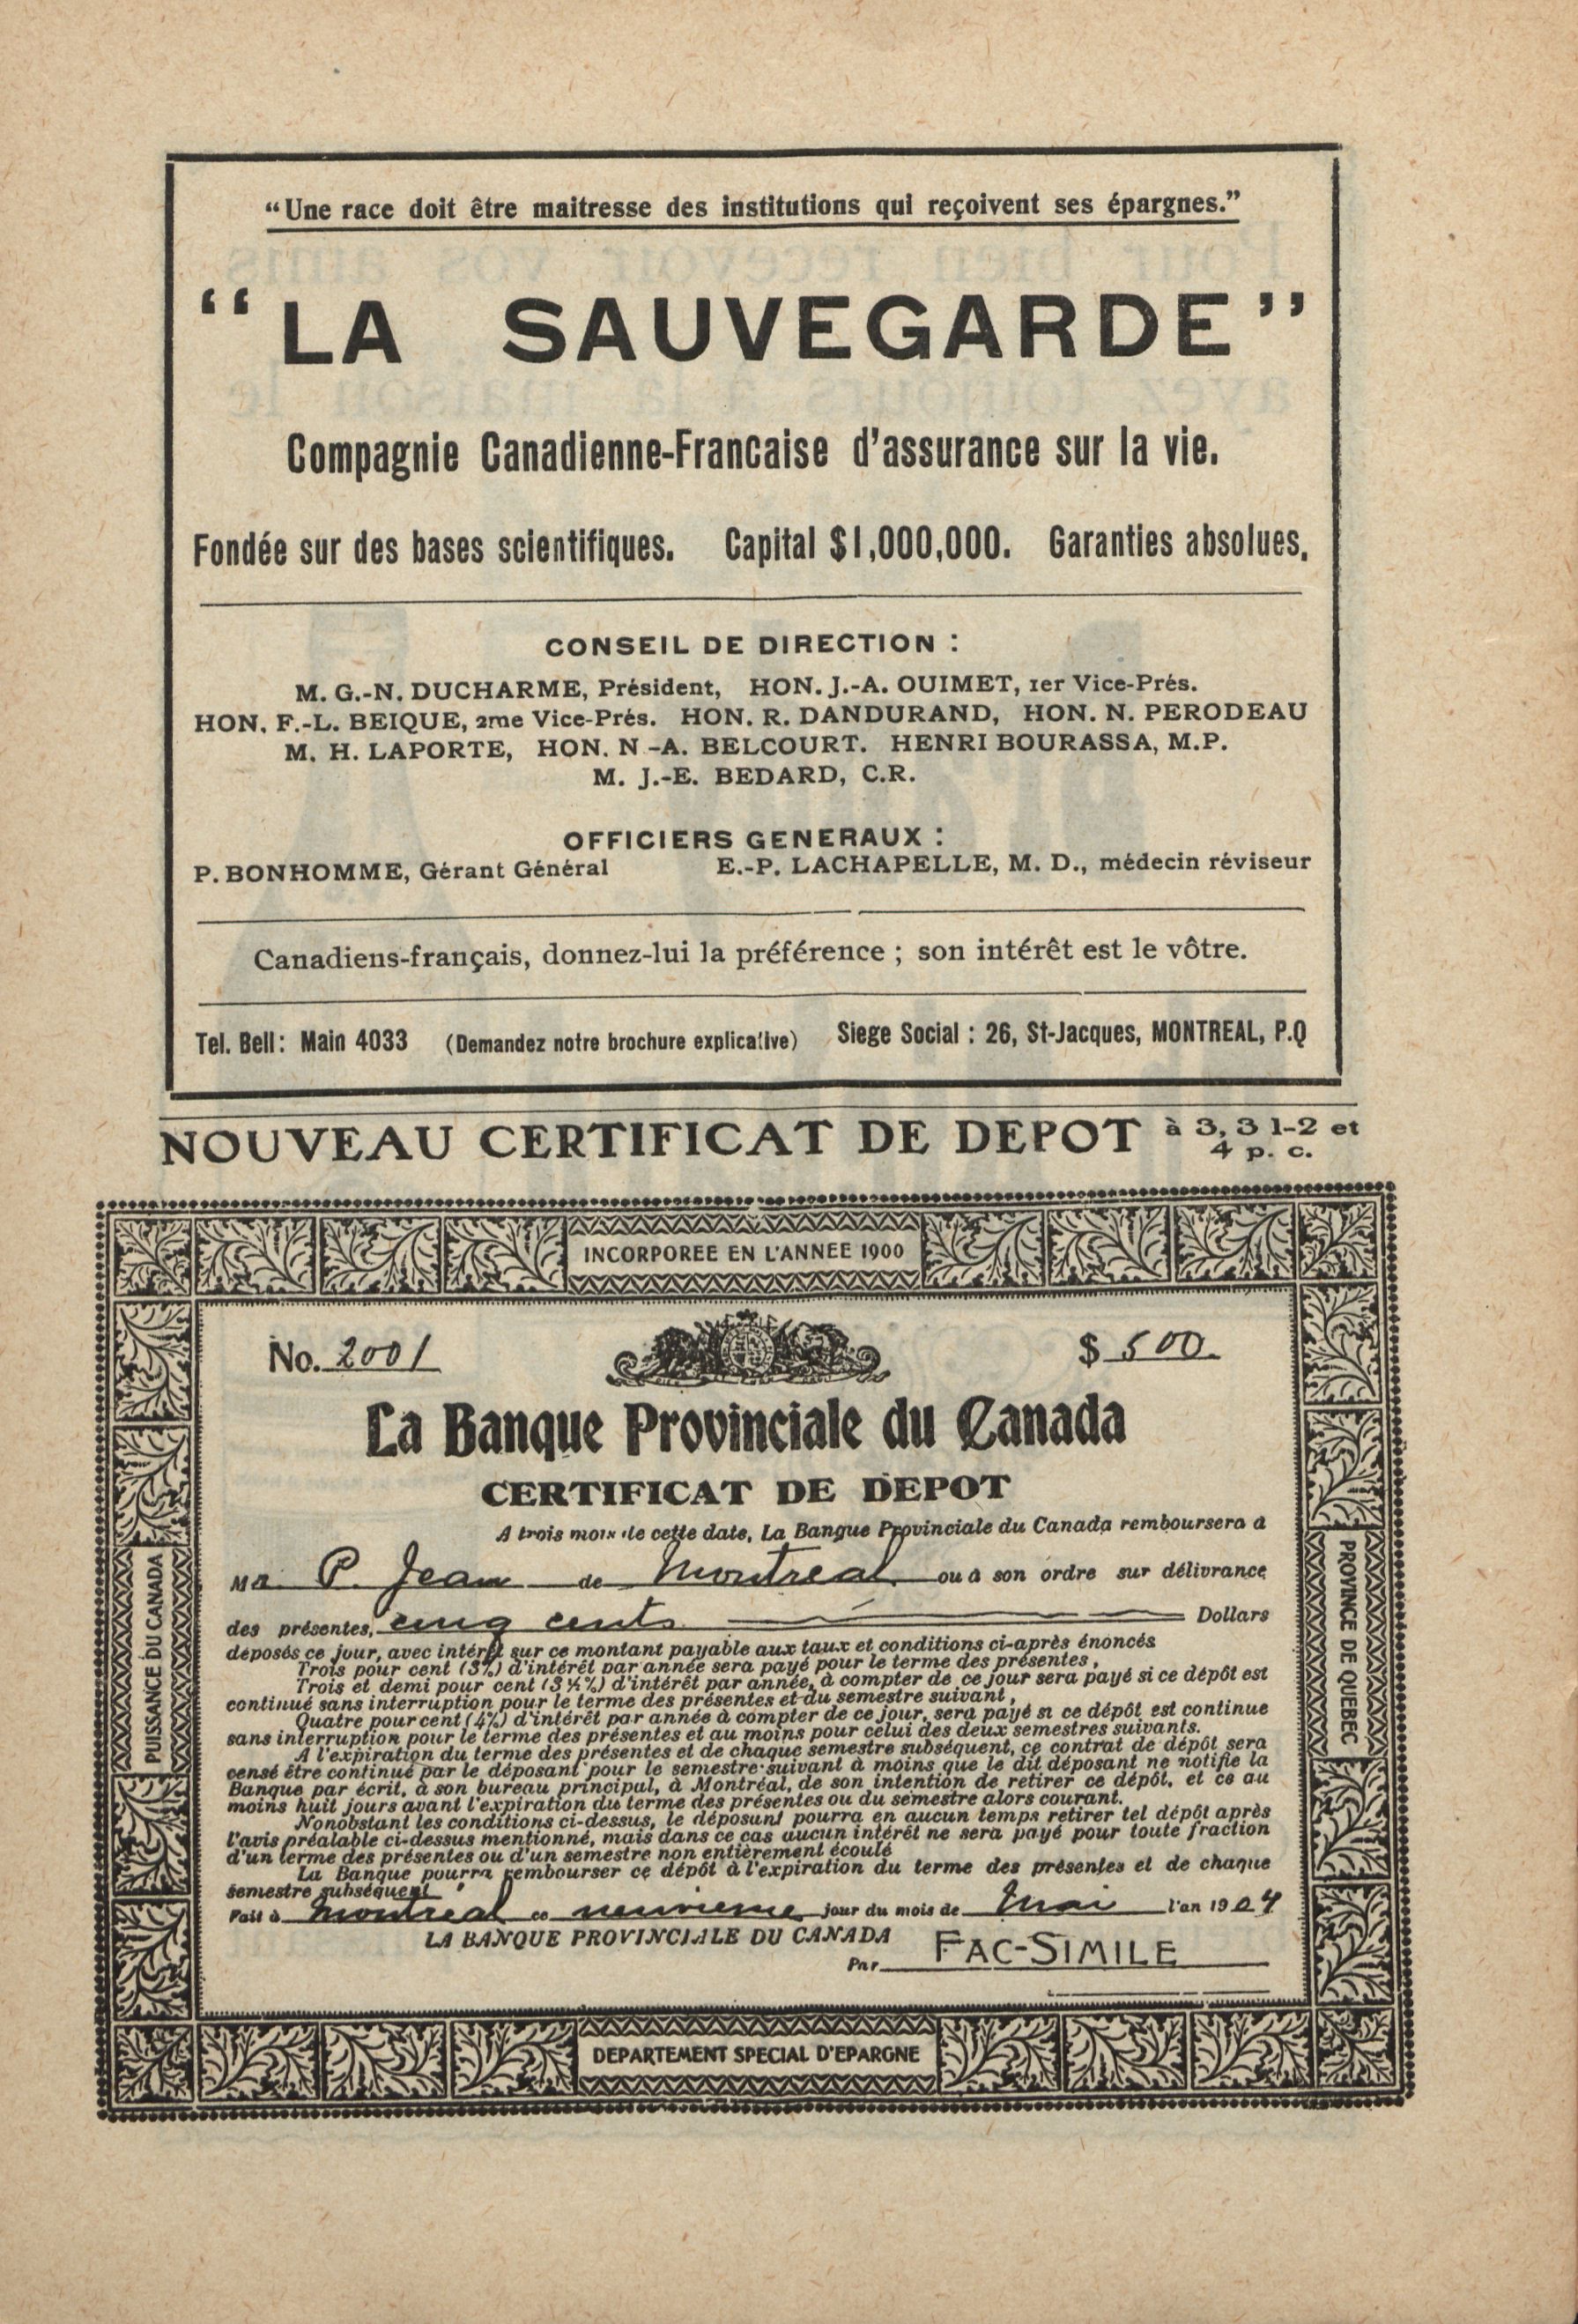 “Une race doit être maitresse des institutions qui reçoivent ses épargnes.”
“LA SAUVEGARDE”
Compagnie Canadienne-Francaise d'assurance sur la vie.
Fondée sur des bases scientifiques. Capital $1,000,000. Garanties absolues.
CONSEIL DE DIRECTION :
M. G.-N. DUCHARME, Président, HON. J.-A. OUIMET, 1er Vice-Prés.
HON. F.-L. BEIQUE, 2me Vice-Prés. HON. R. DANDURAND, HON. N. PERODEAU
M. H. LAPORTE, HON. N-A. BELCOURT. HENRI BOURASSA, M.P.
M. J.-E. BEDARD, C.R.
OFFICIERS GENERAUX :
P. BONHOMME, Gérant Général E.-P. LACHAPELLE, M. D., médecin réviseur
Canadiens-français, donnez-lui la préférence ; son intérêt est le vôtre.
Tel. Bell: Main 4033 (Demandez notre brochure explicative) Siege Social : 26, St-Jacques, MONTREAL, P.Q
NOUVEAU CERTIFICAT DE DEPOT à 3, 3 1-2 et
4 p. c.
INCORPOREE EN L'ANNEE 1900
No. 2001 $ 500
La Banque Provinciale du Canada
CERTIFICAT DE DEPOT
A trois mois de cette date, La Banque Provinciale du Canada remboursera à
Mr. P. Jean de Montréal ou à son ordre sur délivrance
des présentes, cinq cents Dollars
déposés ce jour, avec intérêt sur ce montant payable aux taux et conditions ci-après énoncés
Trois pour cent (3%) d'intérêt par année sera payé pour le terme des présentes,
Trois et demi pour cent (3½%) d'intérêt par année, à compter de ce jour sera payé si ce dépôt est
continué sans interruption pour le terme des présentes et du semestre suivant,
Quatre pour cent (4%) d'intérêt par année à compter de ce jour, sera payé si ce dépôt est continue
sans interruption pour le terme des présentes et au moins pour celui des deux semestres suivants.
A l'expiration du terme des présentes et de chaque semestre subséquent, ce contrat de dépôt sera
censé être continué par le déposant pour le semestre suivant à moins que le dit déposant ne notifie la
Banque par écrit, à son bureau principal, à Montréal, de son intention de retirer ce dépôt, et ce au
moins huit jours avant l'expiration du terme des présentes ou du semestre alors courant.
Nonobstant les conditions ci-dessus, le déposant pourra en aucun temps retirer tel dépôt après
l'avis préalable ci-dessus mentionné, mais dans ce cas aucun intérêt ne sera payé pour toute fraction
d'un terme des présentes ou d'un semestre non entièrement écoulé
La Banque pourra rembourser ce dépôt à l'expiration du terme des présentes et de chaque
semestre subséquent
Fait à Montréal ce neuvième jour du mois de Mai l'an 1904
LA BANQUE PROVINCIALE DU CANADA
Par FAC-SIMILE
PUISSANCE DU CANADA
PROVINCE DE QUEBEC
DEPARTEMENT SPECIAL D'EPARGNE